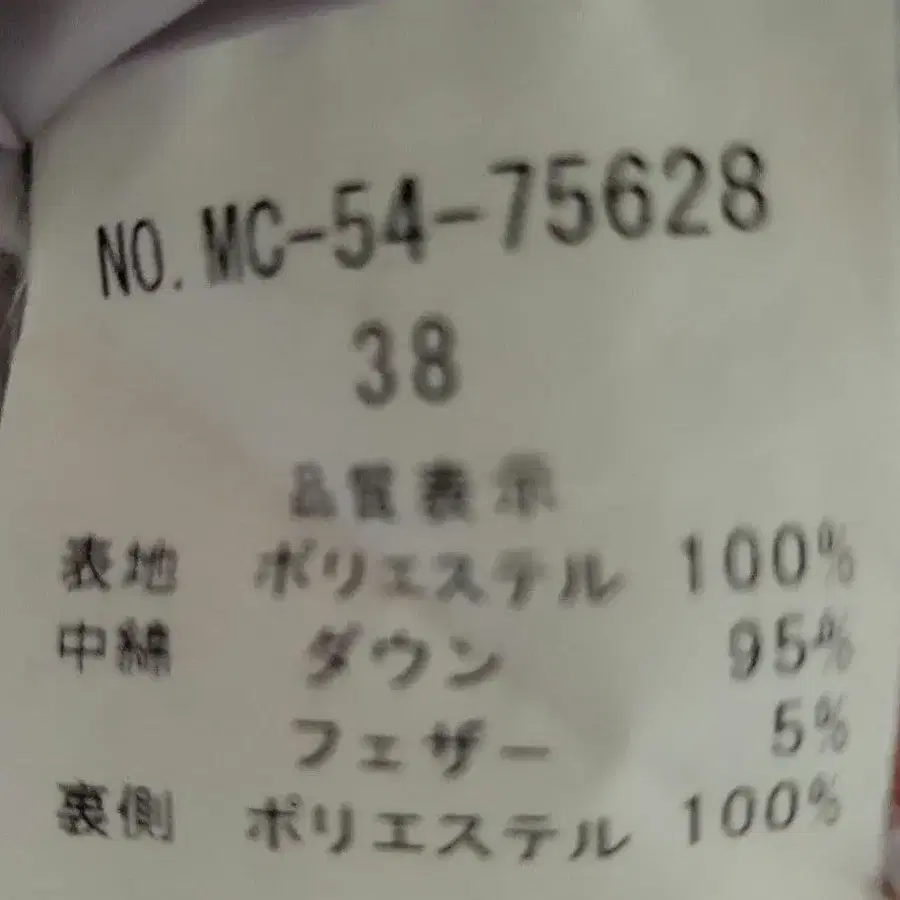 NO. MC-54-75628
38
品質表示
表地 ポリエステル 100%
中綿 ダウン 95%
フェザー 5%
裏側 ポリエステル 100%